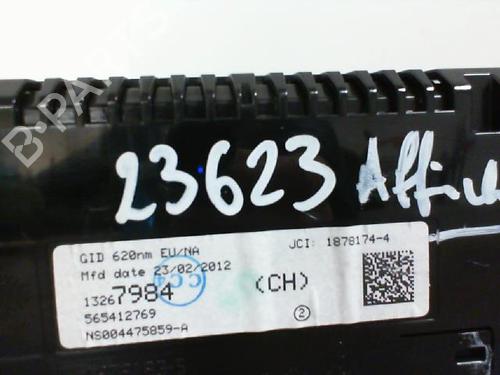 B-PARTS
23623 Affic
GID 620nm EU/NA
JCI: 1878174-4
Mfd date 23/02/2012
13267984
(CH)
565412769
2
NS004475859-A